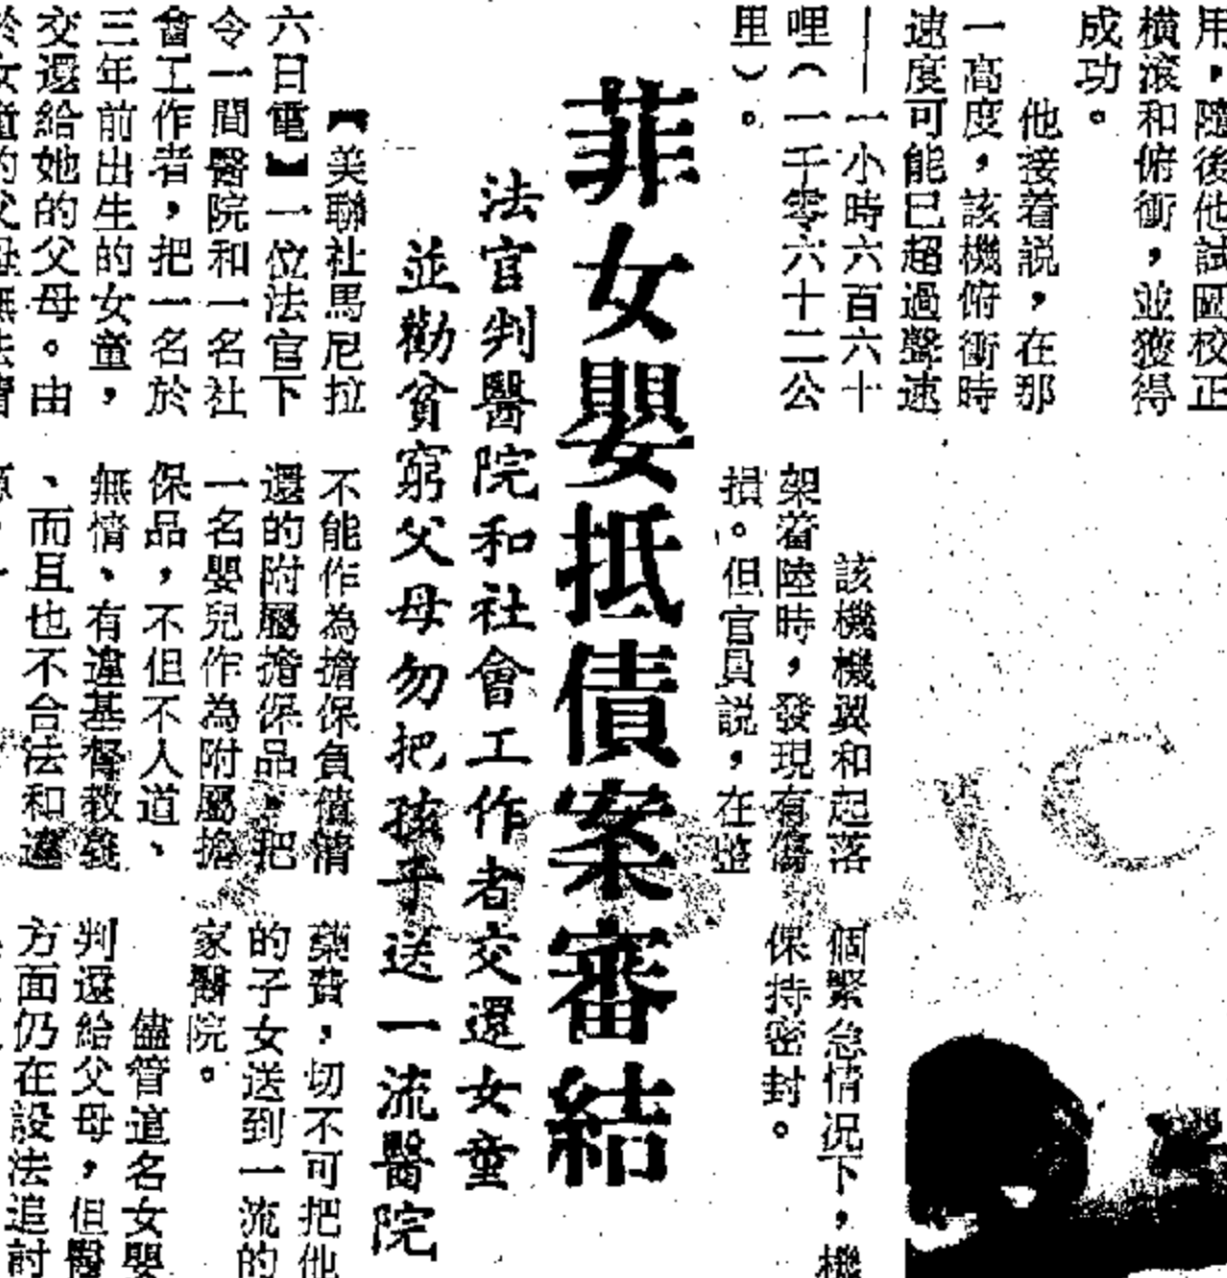 用，隨後他試圖校正
橫滾和俯衝，並獲得
成功。
他接着説，在那
一高度，該機俯衝時
速度可能已超過聲速
——一小時六百六十
哩（一千零六十二公
里）。
該機機翼和起落
架着陸時，發現有傷
損。但官員説，在整
個緊急情況下，機
保持密封。
菲女嬰抵債案審結
法官判醫院和社會工作者交還女童
並勸貧窮父母勿把孩子送一流醫院
【美聯社馬尼拉
六日電】一位法官下
令一間醫院和一名社
會工作者，把一名於
三年前出生的女童，
交還給她的父母。由
於女童的父母無法
不能作為擔保負債情
還的附屬擔保品，把
一名嬰兒作為附屬擔
保品，不但不人道、
無情、有違基督教義
、而且也不合法和違
藥費，切不可把他
的子女送到一流的
家醫院。
儘管這名女嬰
判還給父母，但醫
方面仍在設法追討